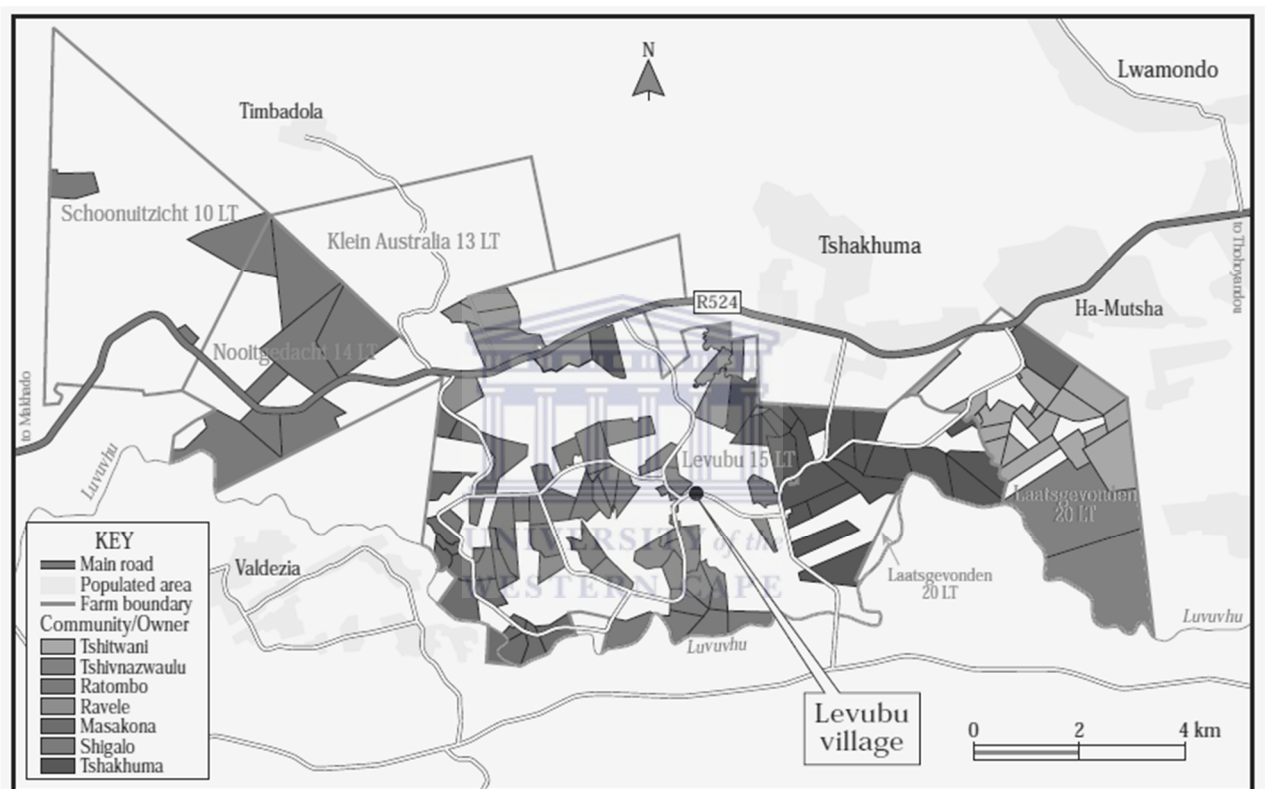 N
Lwamondo
Timbadola
Schoonuitzicht 10 LT
Klein Australia 13 LT
Tshakhuma
to Thohoyandou
R524
Ha-Mutsha
Nooitgedacht 14 LT
to Makhado
Luvuvhu
Levubu 15 LT
Laatsgevonden
20 LT
UNIVERSITY of the
WESTERN CAPE
Valdezia
Laatsgevonden
20 LT
Luvuvhu
Luvuvhu
Levubu
village
KEY
Main road
Populated area
Farm boundary
Community/Owner
Tshitwani
Tshivnazwaulu
Ratombo
Ravele
Masakona
Shigalo
Tshakhuma
0 2 4 km